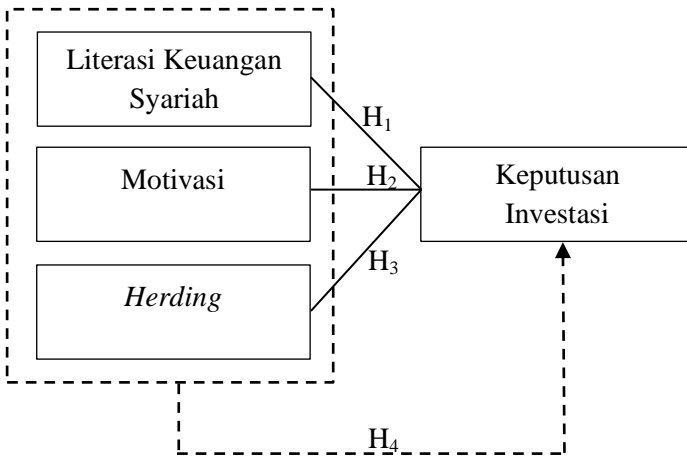 Literasi Keuangan
Syariah
H₁
Motivasi
H₂
Keputusan
Investasi
Herding
H₃
H₄